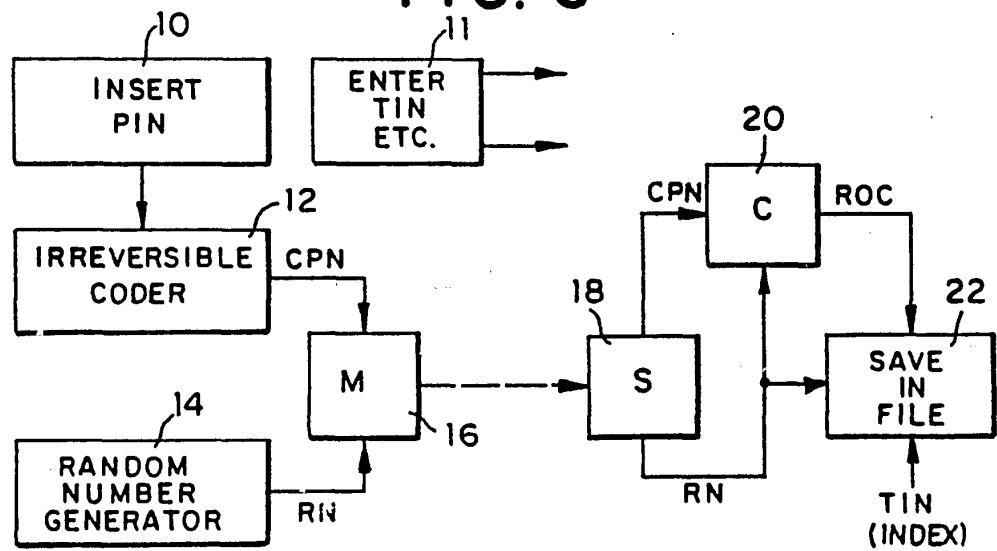 10
INSERT
PIN
11
ENTER
TIN
ETC.
12
IRREVERSIBLE
CODER
CPN
14
RANDOM
NUMBER
GENERATOR
RN
M
16
18
S
CPN
RN
20
C
ROC
22
SAVE
IN
FILE
TIN
(INDEX)